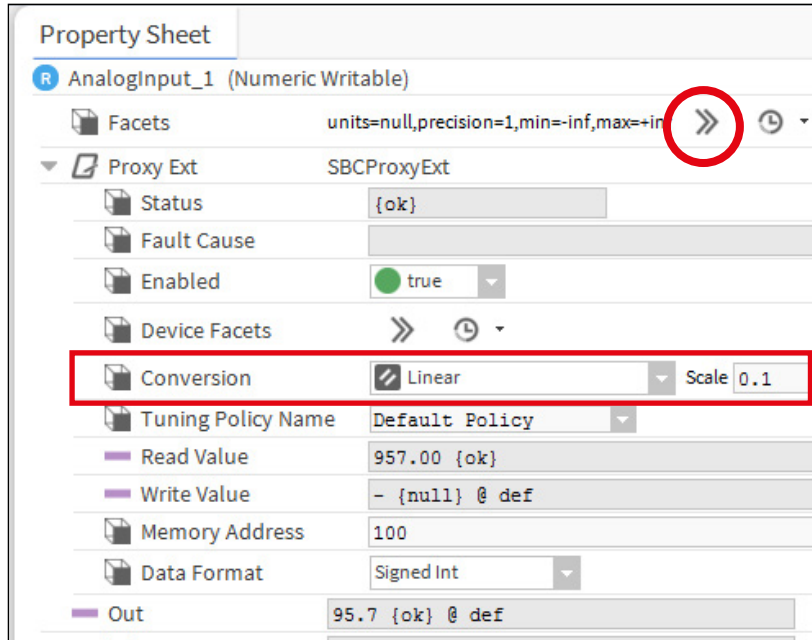 Property Sheet
R AnalogInput_1 (Numeric Writable)
Facets units=null,precision=1,min=-inf,max=+in
Proxy Ext SBCProxyExt
Status {ok}
Fault Cause
Enabled true
Device Facets
Conversion Linear Scale 0.1
Tuning Policy Name Default Policy
Read Value 957.00 {ok}
Write Value - {null} @ def
Memory Address 100
Data Format Signed Int
Out 95.7 {ok} @ def